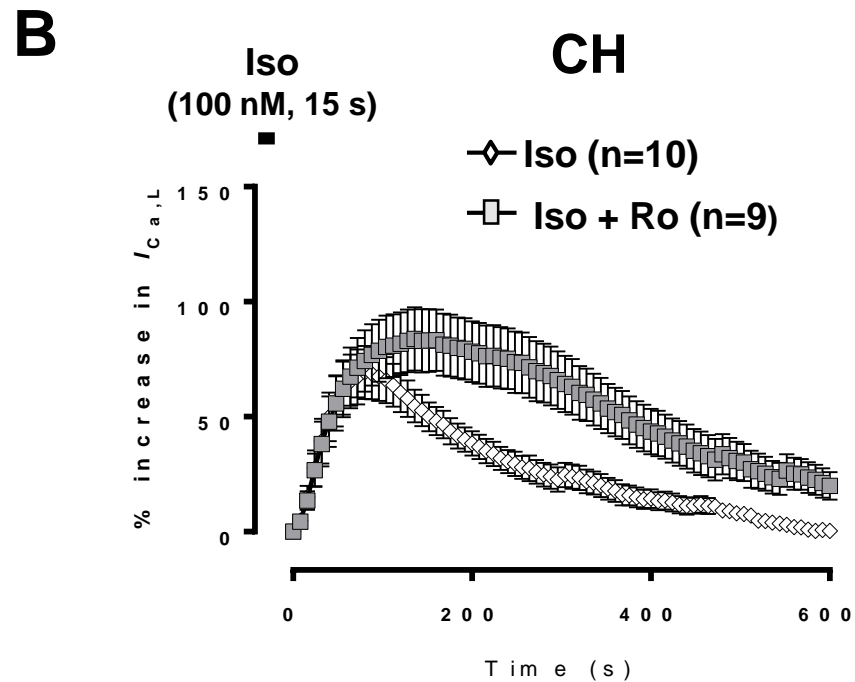 B
Iso
(100 nM, 15 s)
CH
Iso (n=10)
Iso + Ro (n=9)
% increase in I Ca,L
150
100
50
0
0 200 400 600
Time (s)